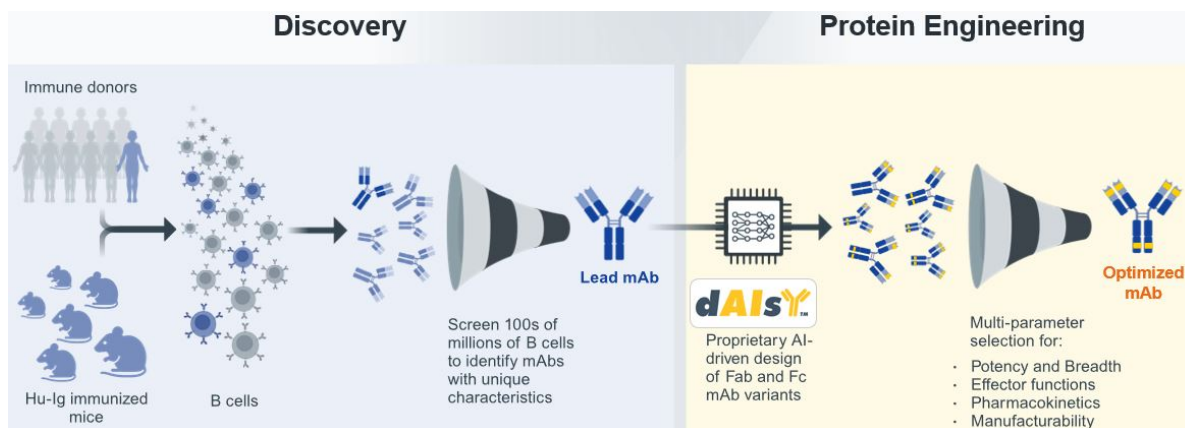 Discovery
Protein Engineering
Immune donors
Hu-Ig immunized
mice
B cells
Screen 100s of
millions of B cells
to identify mAbs
with unique
characteristics
Lead mAb
dAIsY™
Proprietary AI-
driven design
of Fab and Fc
mAb variants
Multi-parameter
selection for:
· Potency and Breadth
· Effector functions
· Pharmacokinetics
· Manufacturability
Optimized
mAb